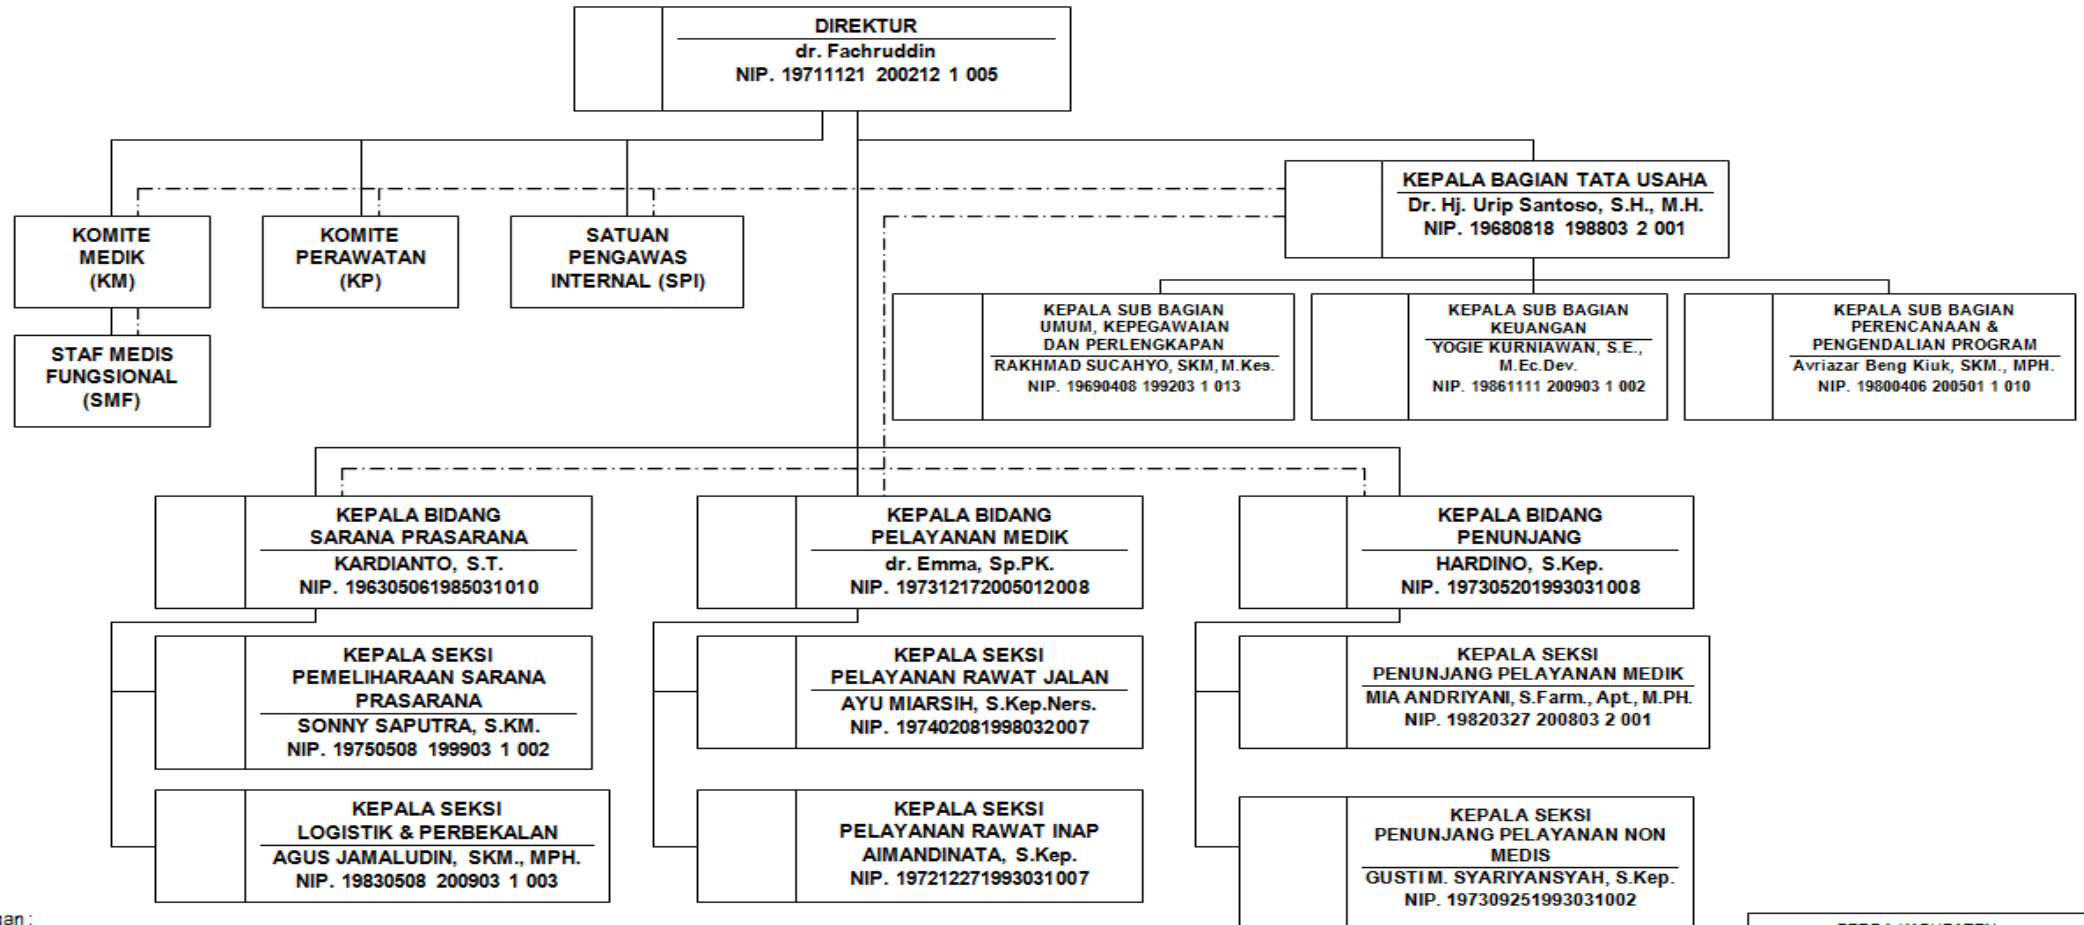 DIREKTUR
dr. Fachruddin
NIP. 19711121 200212 1 005
KEPALA BAGIAN TATA USAHA
Dr. Hj. Urip Santoso, S.H., M.H.
NIP. 19680818 198803 2 001
KOMITE
MEDIK
(KM)
KOMITE
PERAWATAN
(KP)
SATUAN
PENGAWAS
INTERNAL (SPI)
STAF MEDIS
FUNGSIONAL
(SMF)
KEPALA SUB BAGIAN
UMUM, KEPEGAWAIAN
DAN PERLENGKAPAN
RAKHMAD SUCAHYO, SKM, M.Kes.
NIP. 19690408 199203 1 013
KEPALA SUB BAGIAN
KEUANGAN
YOGIE KURNIAWAN, S.E.,
M.Ec.Dev.
NIP. 19861111 200903 1 002
KEPALA SUB BAGIAN
PERENCANAAN &
PENGENDALIAN PROGRAM
Avriazar Beng Kiuk, SKM., MPH.
NIP. 19800406 200501 1 010
KEPALA BIDANG
SARANA PRASARANA
KARDIANTO, S.T.
NIP. 196305061985031010
KEPALA BIDANG
PELAYANAN MEDIK
dr. Emma, Sp.PK.
NIP. 197312172005012008
KEPALA BIDANG
PENUNJANG
HARDINO, S.Kep.
NIP. 197305201993031008
KEPALA SEKSI
PEMELIHARAAN SARANA
PRASARANA
SONNY SAPUTRA, S.KM.
NIP. 19750508 199903 1 002
KEPALA SEKSI
PELAYANAN RAWAT JALAN
AYU MIARSIH, S.Kep.Ners.
NIP. 197402081998032007
KEPALA SEKSI
PENUNJANG PELAYANAN MEDIK
MIA ANDRIYANI, S.Farm., Apt., M.PH.
NIP. 19820327 200803 2 001
KEPALA SEKSI
LOGISTIK & PERBEKALAN
AGUS JAMALUDIN, SKM., MPH.
NIP. 19830508 200903 1 003
KEPALA SEKSI
PELAYANAN RAWAT INAP
AIMANDINATA, S.Kep.
NIP. 197212271993031007
KEPALA SEKSI
PENUNJANG PELAYANAN NON
MEDIS
GUSTI M. SYARIYANSYAH, S.Kep.
NIP. 197309251993031002